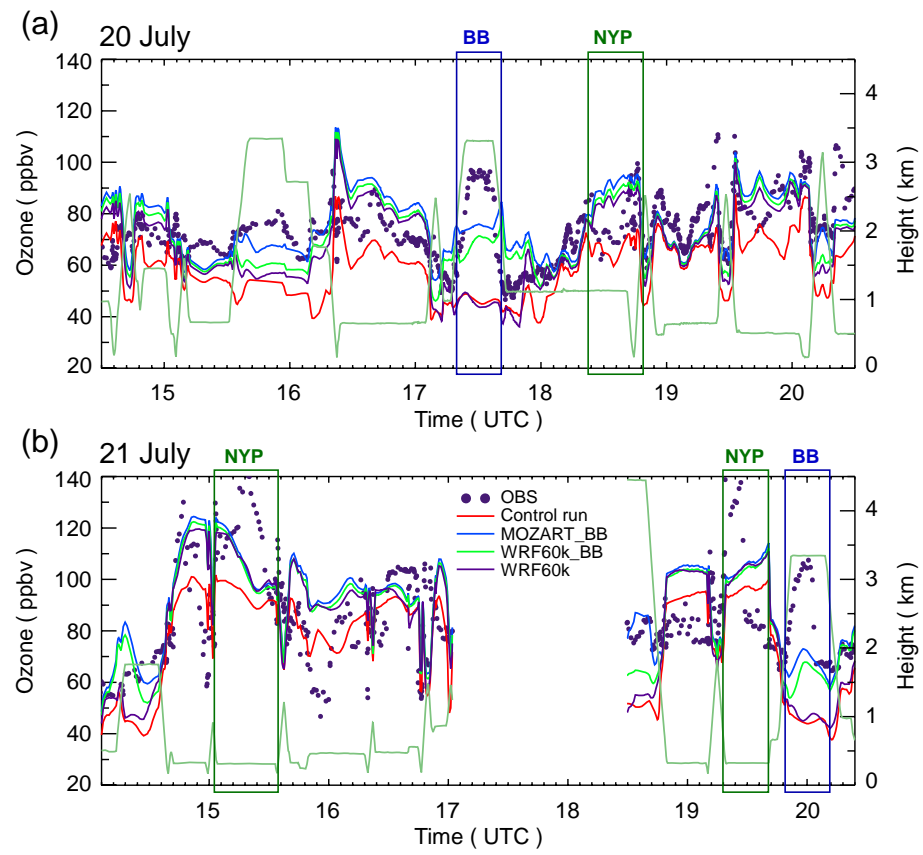 (a)
20 July
BB
NYP
140
120
100
80
60
40
20
Ozone ( ppbv )
4
3
2
1
0
Height ( km )
15 16 17 18 19 20
Time ( UTC )
(b)
21 July
NYP
NYP
BB
140
120
100
80
60
40
20
Ozone ( ppbv )
OBS
Control run
MOZART_BB
WRF60k_BB
WRF60k
4
3
2
1
0
Height ( km )
15 16 17 18 19 20
Time ( UTC )